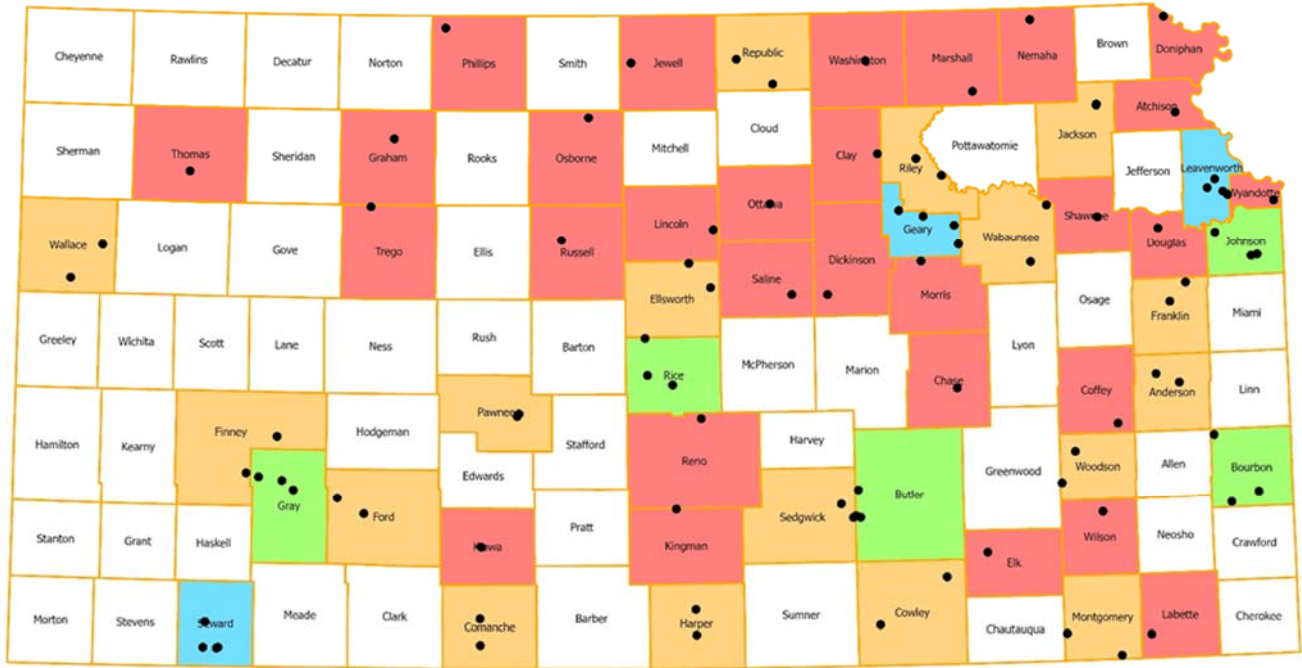 Cheyenne
Rawlins
Decatur
Norton
Phillips
Smith
Jewell
Republic
Washington
Marshall
Nemaha
Brown
Doniphan
Sherman
Thomas
Sheridan
Graham
Rooks
Osborne
Mitchell
Cloud
Clay
Riley
Pottawatomie
Jackson
Atchison
Jefferson
Leavenworth
Wyandotte
Wallace
Logan
Gove
Trego
Ellis
Russell
Lincoln
Ottawa
Saline
Dickinson
Geary
Wabaunsee
Shawnee
Douglas
Johnson
Ellsworth
Morris
Osage
Franklin
Miami
Greeley
Wichita
Scott
Lane
Ness
Rush
Barton
Rice
McPherson
Marion
Chase
Lyon
Coffey
Anderson
Linn
Hamilton
Kearny
Finney
Hodgeman
Pawnee
Edwards
Stafford
Reno
Harvey
Sedgwick
Butler
Greenwood
Woodson
Allen
Bourbon
Gray
Ford
Stanton
Grant
Haskell
Kiowa
Pratt
Kingman
Elk
Wilson
Neosho
Crawford
Morton
Stevens
Seward
Meade
Clark
Comanche
Barber
Harper
Sumner
Cowley
Chautauqua
Montgomery
Labette
Cherokee